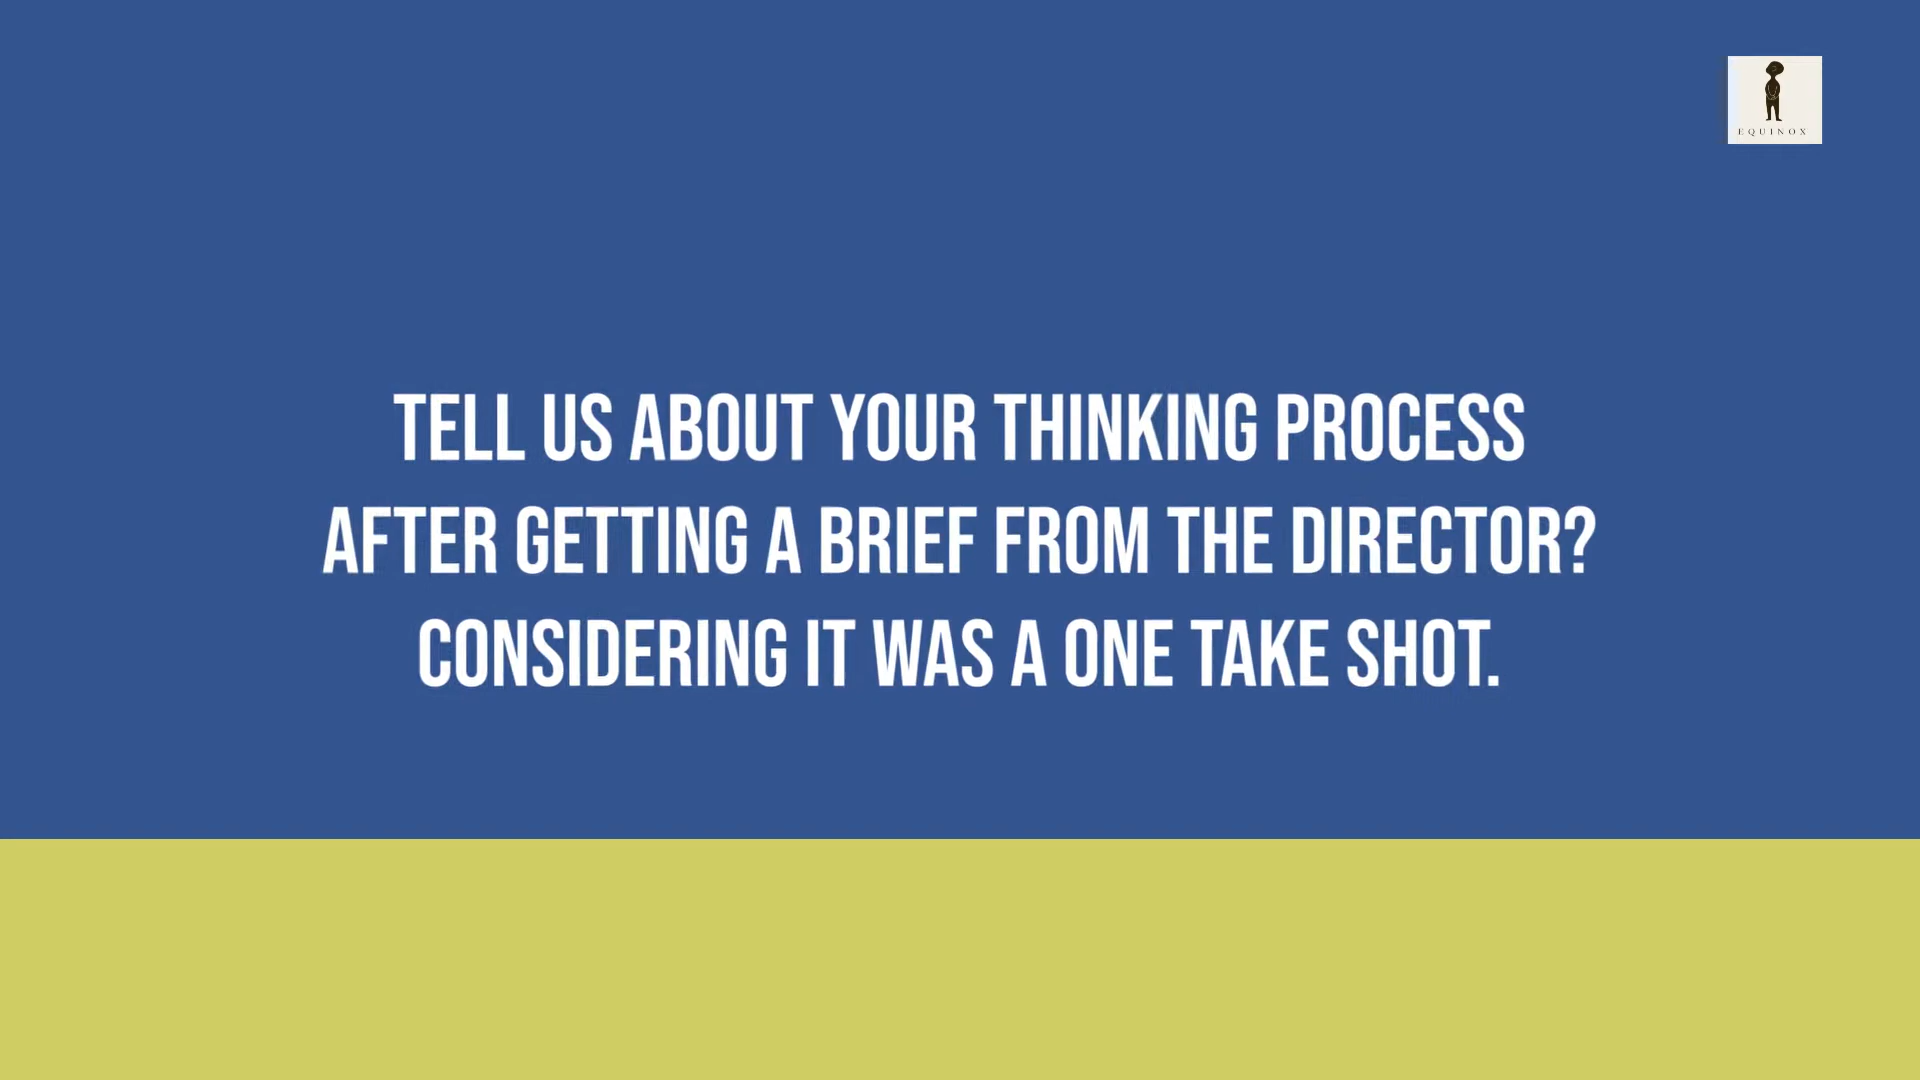 EQUINOX
TELL US ABOUT YOUR THINKING PROCESS
AFTER GETTING A BRIEF FROM THE DIRECTOR?
CONSIDERING IT WAS A ONE TAKE SHOT.